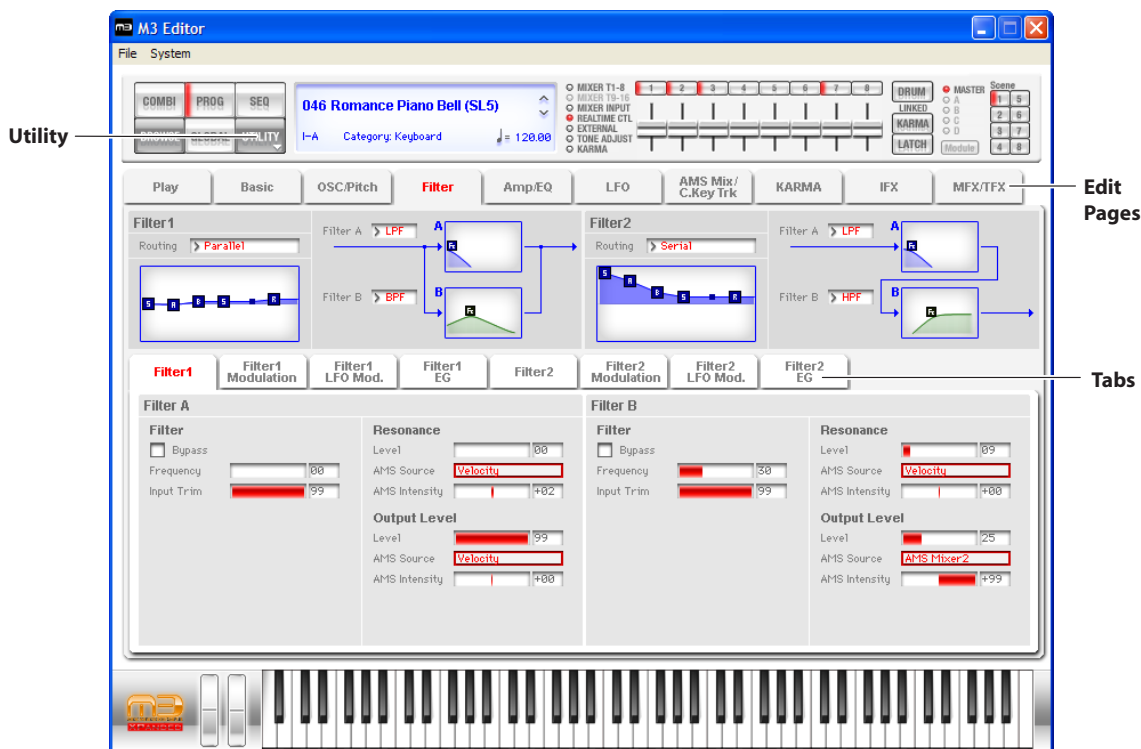 M3 Editor
File System
COMBI PROG SEQ
BROWSE GLOBAL UTILITY
046 Romance Piano Bell (SL5)
I-A Category: Keyboard ♩= 120.00
MIXER T1-8
MIXER T9-16
MIXER INPUT
REALTIME CTL
EXTERNAL
TONE ADJUST
KARMA
1 2 3 4 5 6 7 8
DRUM
LINKED
KARMA
LATCH
MASTER
A
B
C
D
Module
Scene
1 5
2 6
3 7
4 8
Utility
Play Basic OSC/Pitch Filter Amp/EQ LFO AMS Mix/ C.Key Trk KARMA IFX MFX/TFX
Edit
Pages
Filter1
Routing Parallel
S A B S R
Filter A LPF A
Fc
Filter B BPF B
Fc
Filter2
Routing Serial
S A B S R
Filter A LPF A
Fc
Filter B HPF B
Fc
Filter1 Filter1 Modulation Filter1 LFO Mod. Filter1 EG Filter2 Filter2 Modulation Filter2 LFO Mod. Filter2 EG
Tabs
Filter A
Filter
Bypass
Frequency 00
Input Trim 99
Resonance
Level 00
AMS Source Velocity
AMS Intensity +02
Output Level
Level 99
AMS Source Velocity
AMS Intensity +00
Filter B
Filter
Bypass
Frequency 30
Input Trim 99
Resonance
Level 09
AMS Source Velocity
AMS Intensity +00
Output Level
Level 25
AMS Source AMS Mixer2
AMS Intensity +99
M3